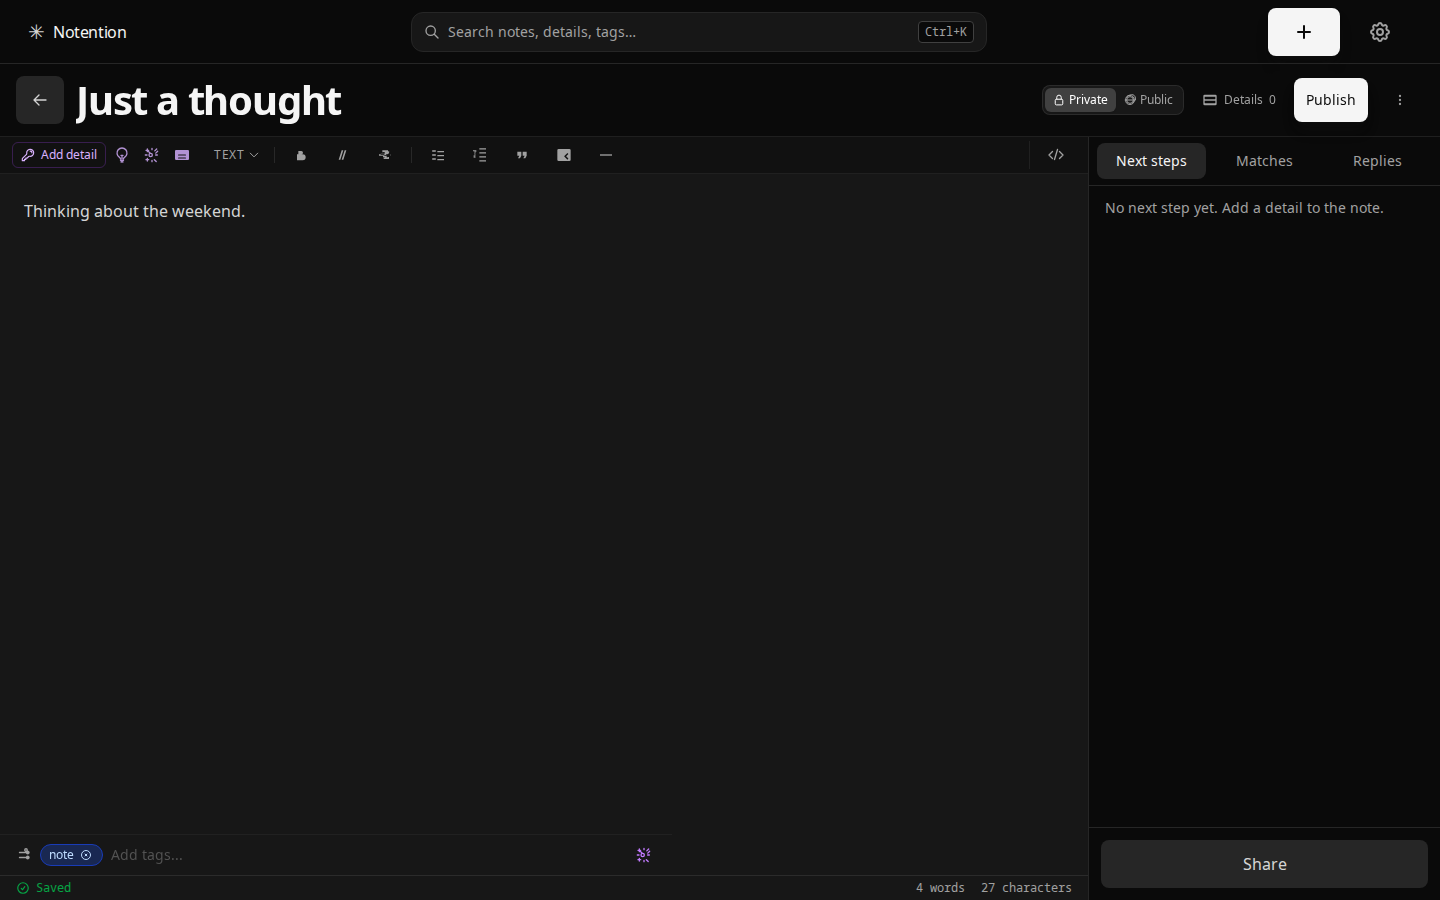 Notention
Search notes, details, tags...
Ctrl+K
Just a thought
Private
Public
Details 0
Publish
Add detail
TEXT
Next steps
Matches
Replies
Thinking about the weekend.
No next step yet. Add a detail to the note.
note
Add tags...
Share
Saved
4 words
27 characters